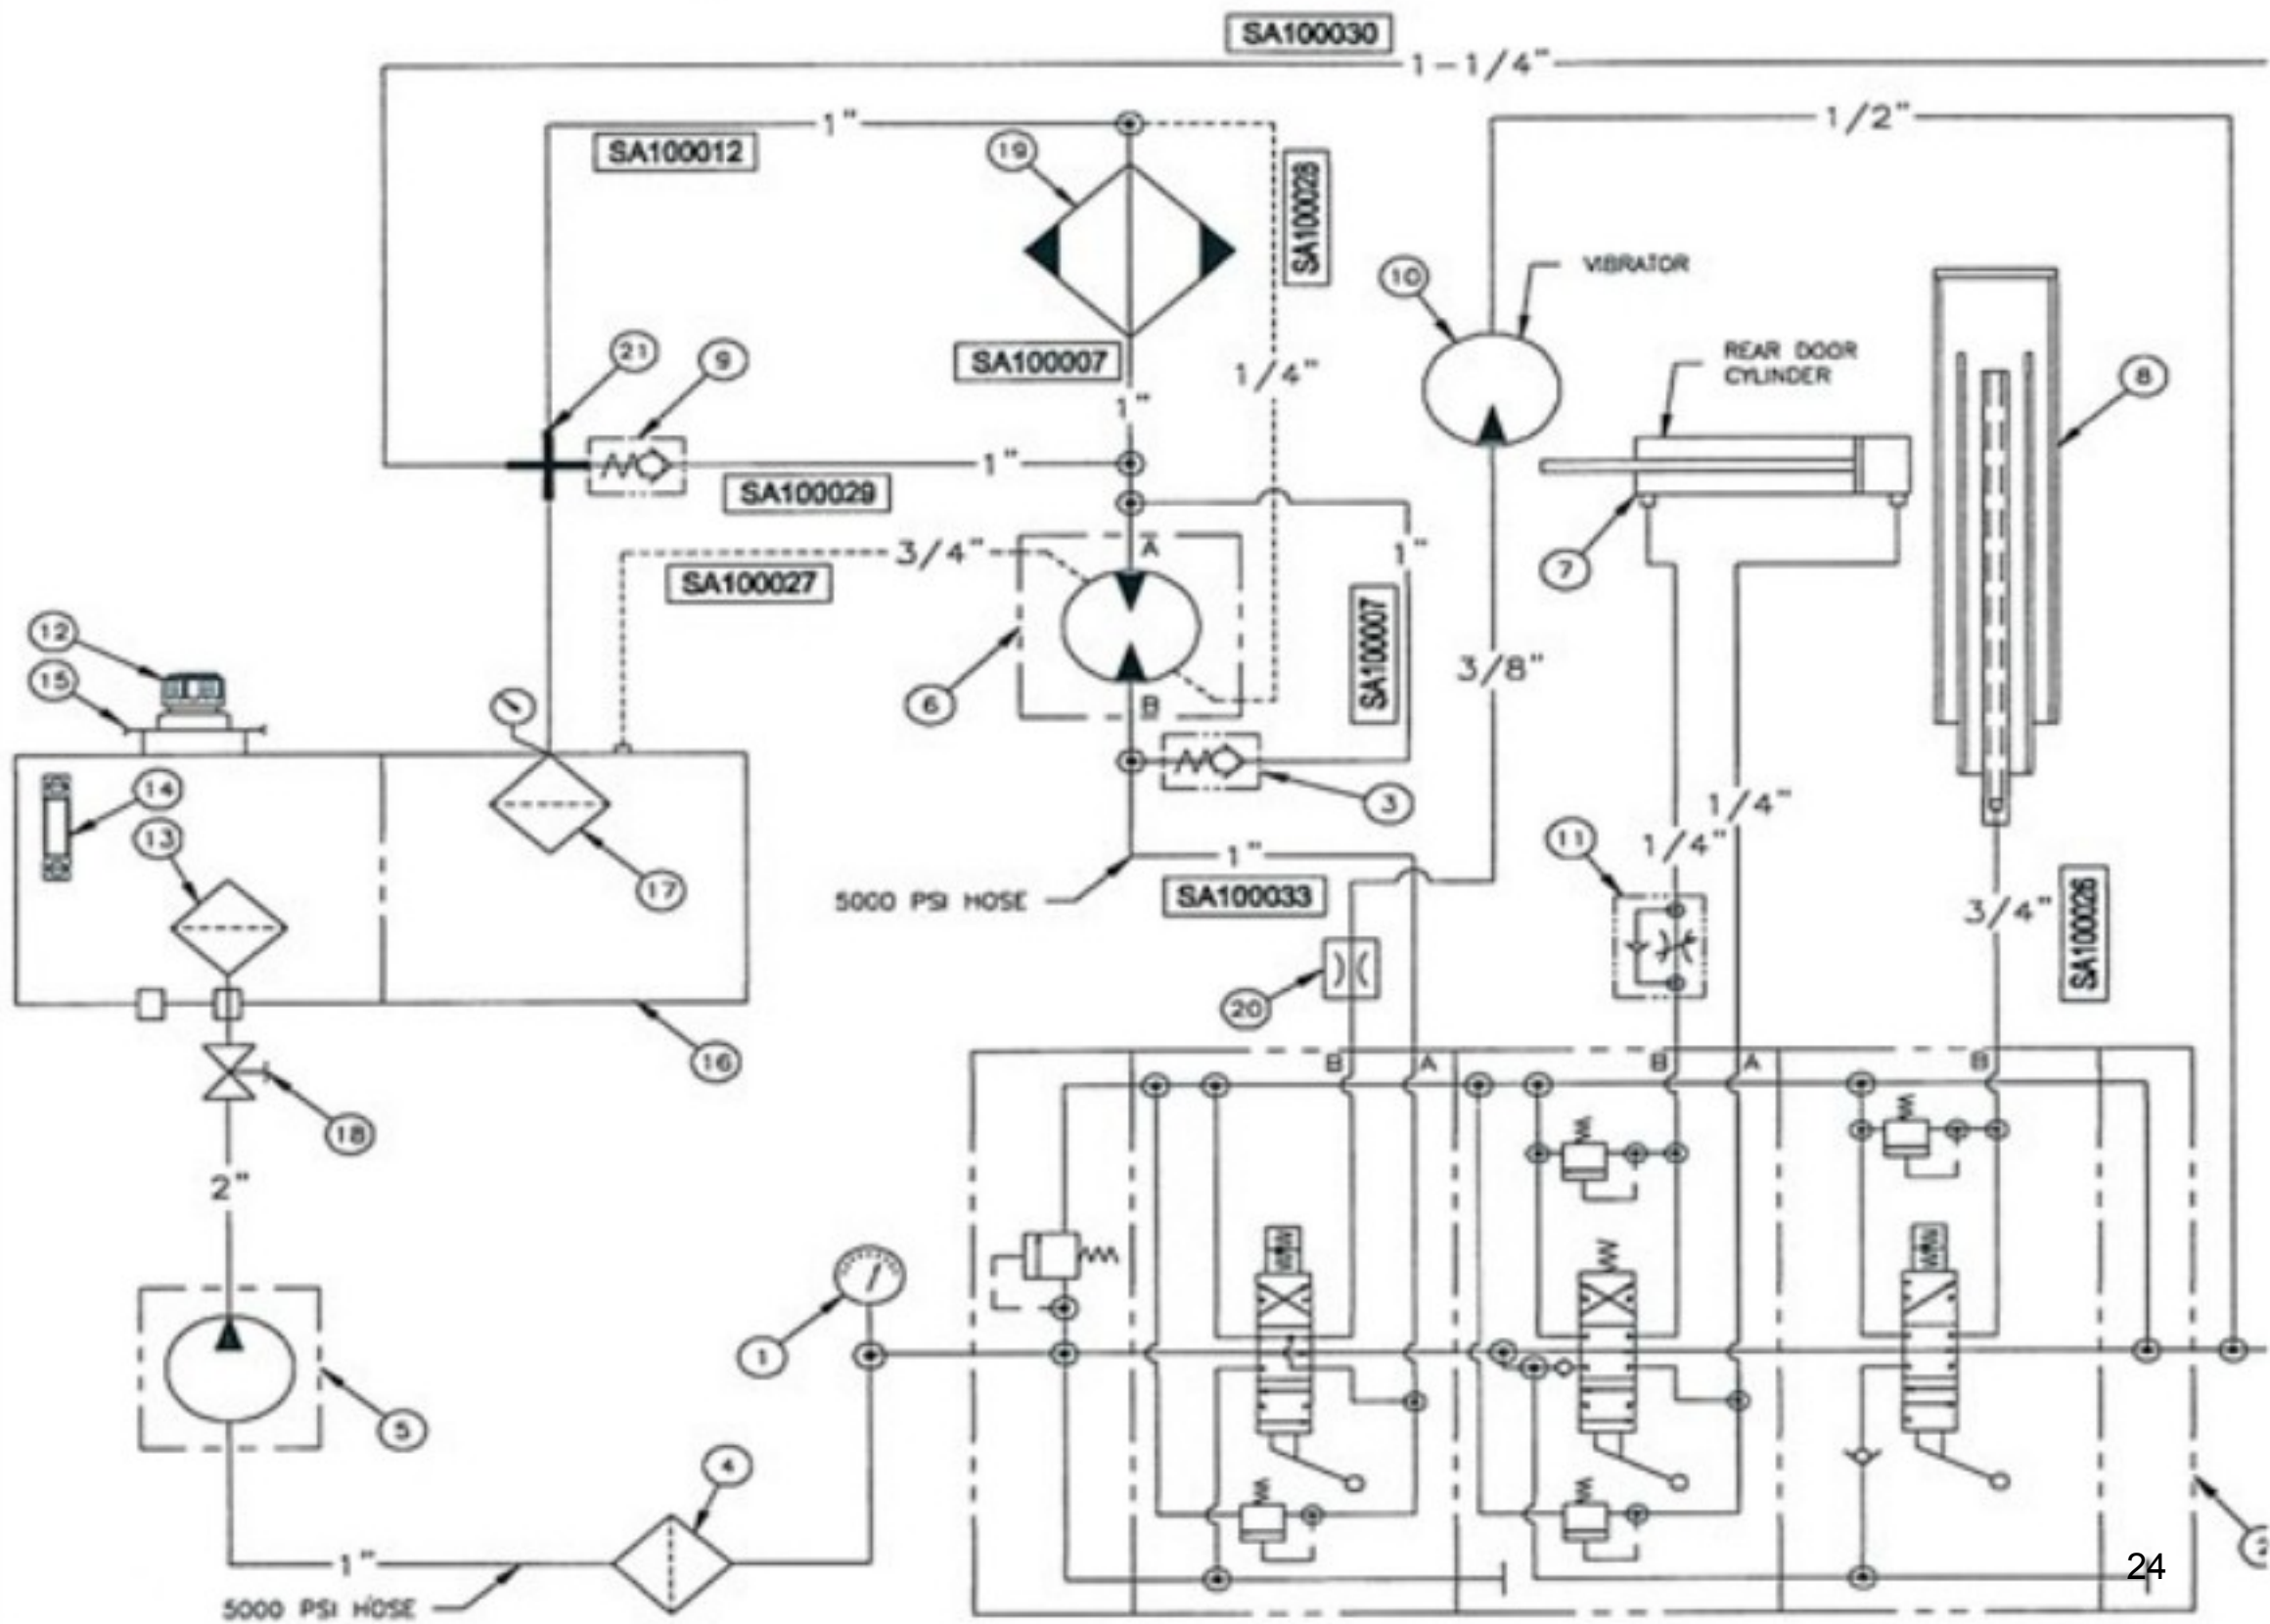 SA100030
1-1/4"
1"
1/2"
SA100012
19
SA100028
VIBRATOR
10
21
9
SA100007
1/4"
REAR DOOR
CYLINDER
8
1"
1"
SA100029
3/4"
A
1"
7
SA100027
12
SA100007
15
3/8"
6
B
14
3
1/4"
13
11
1/4"
1"
17
5000 PSI HOSE
SA100033
3/4"
SA100026
20
16
B
A
B
A
B
18
2"
1
5
4
24
2
1"
5000 PSI HOSE